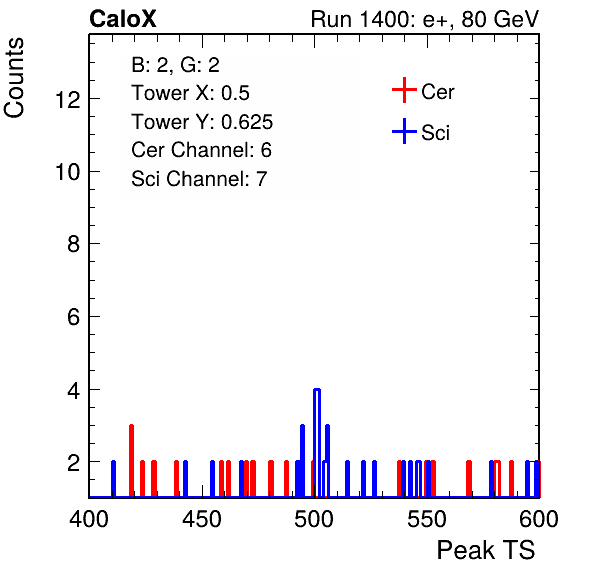 CaloX Run 1400: e+, 80 GeV
Counts
B: 2, G: 2
Tower X: 0.5
Tower Y: 0.625
Cer Channel: 6
Sci Channel: 7
Cer
Sci
12
10
8
6
4
2
400 450 500 550 600
Peak TS